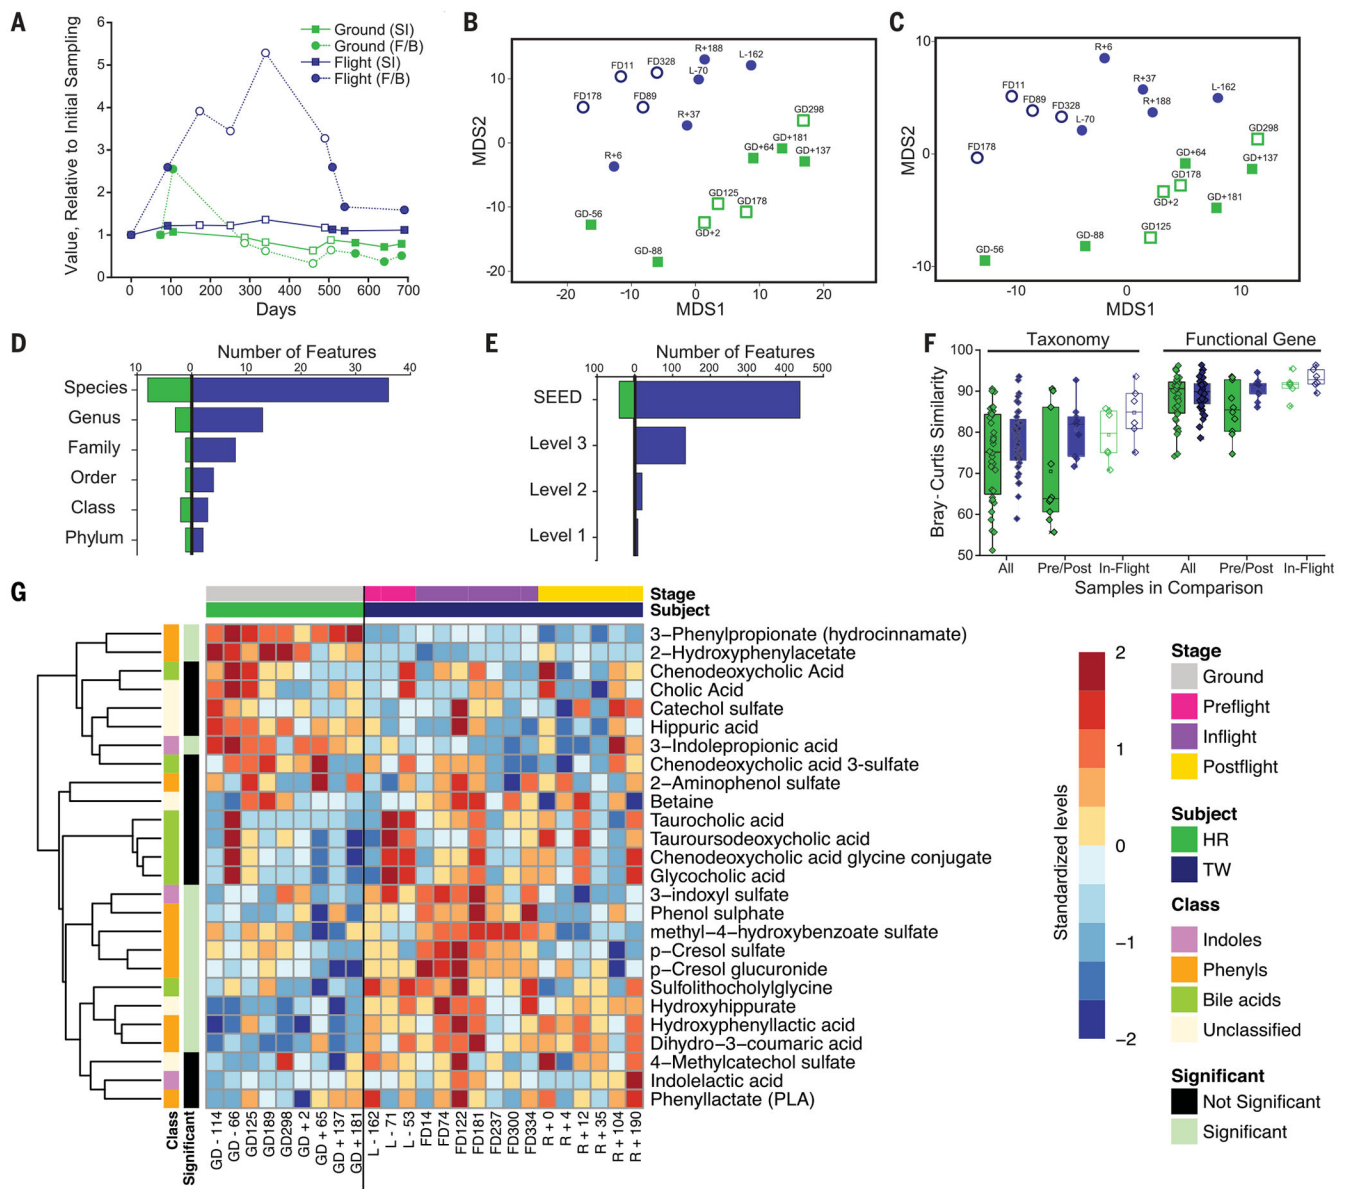 A
Value, Relative to Initial Sampling
6
5
4
3
2
1
0
0 100 200 300 400 500 600 700
Days
Ground (SI)
Ground (F/B)
Flight (SI)
Flight (F/B)
B
MDS2
10
0
-10
-20
-20 -10 0 10 20
MDS1
R+188
L-162
L-70
FD328
FD11
FD178
FD89
R+37
R+6
GD298
GD+181
GD+64
GD+137
GD125
GD178
GD+2
GD-56
GD-88
C
MDS2
10
0
-10
-10 0 10
MDS1
R+6
R+37
R+188
L-162
FD11
FD89
FD328
L-70
FD178
GD298
GD+64
GD+137
GD178
GD+2
GD+181
GD125
GD-88
GD-56
D
Number of Features
10 0 10 20 30 40
Species
Genus
Family
Order
Class
Phylum
E
Number of Features
100 0 100 200 300 400 500
SEED
Level 3
Level 2
Level 1
F
Taxonomy
Functional Gene
Bray-Curtis Similarity
100
90
80
70
60
50
All Pre/Post In-Flight All Pre/Post In-Flight
Samples in Comparison
G
Stage
Subject
3−Phenylpropionate (hydrocinnamate)
2−Hydroxyphenylacetate
Chenodeoxycholic Acid
Cholic Acid
Catechol sulfate
Hippuric acid
3−Indolepropionic acid
Chenodeoxycholic acid 3-sulfate
2−Aminophenol sulfate
Betaine
Taurocholic acid
Tauroursodeoxycholic acid
Chenodeoxycholic acid glycine conjugate
Glycocholic acid
3-indoxyl sulfate
Phenol sulphate
methyl−4−hydroxybenzoate sulfate
p−Cresol sulfate
p−Cresol glucuronide
Sulfolithocholylglycine
Hydroxyhippurate
Hydroxyphenyllactic acid
Dihydro−3−coumaric acid
4−Methylcatechol sulfate
Indolelactic acid
Phenyllactate (PLA)
Class
Significant
GD - 114
GD - 66
GD125
GD189
GD298
GD + 2
GD + 65
GD + 137
GD + 181
L - 162
L - 71
L - 53
FD14
FD74
FD122
FD181
FD237
FD300
FD334
R + 0
R + 4
R + 12
R + 35
R + 104
R + 190
Standardized levels
2
1
0
−1
−2
Stage
Ground
Preflight
Inflight
Postflight
Subject
HR
TW
Class
Indoles
Phenyls
Bile acids
Unclassified
Significant
Not Significant
Significant